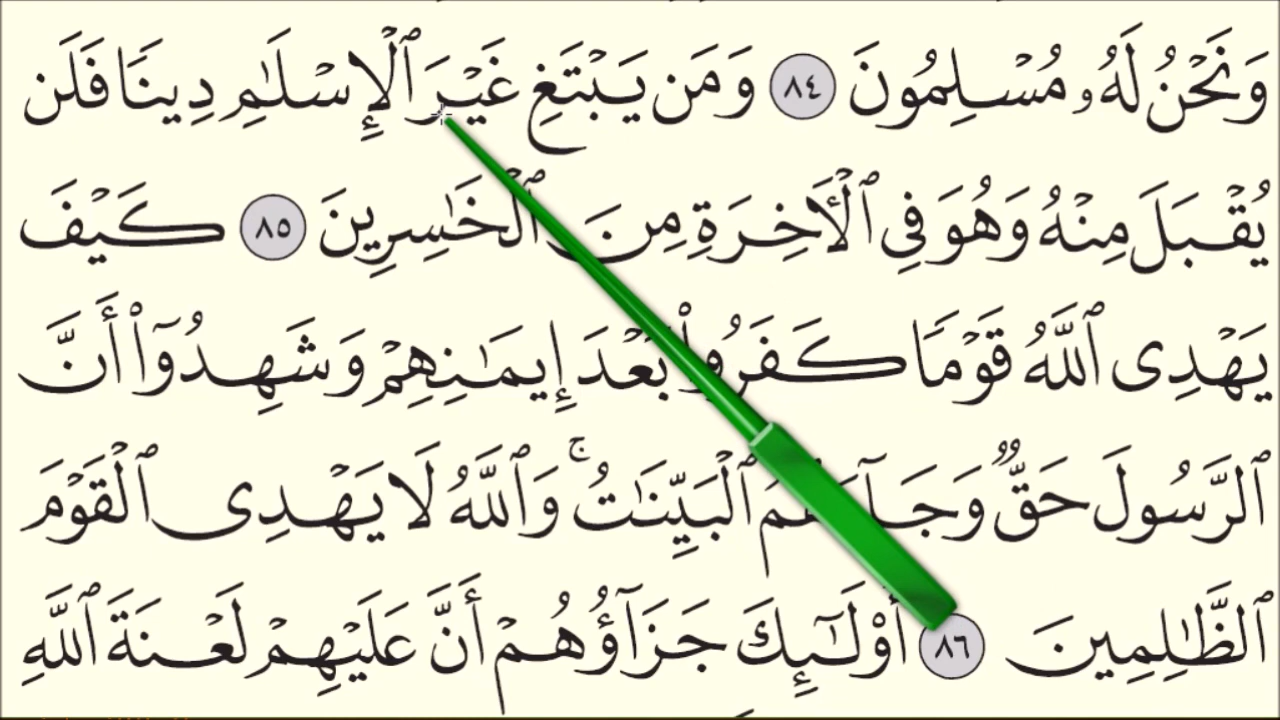 وَنَحْنُ لَهُۥ مُسْلِمُونَ ٨٤ وَمَن يَبْتَغِ غَيْرَ ٱلْإِسْلَٰمِ دِينًا فَلَن
يُقْبَلَ مِنْهُ وَهُوَ فِى ٱلْأَخِرَةِ مِنَ ٱلْخَٰسِرِينَ ٨٥ كَيْفَ
يَهْدِى ٱللَّهُ قَوْمًا كَفَرُوا۟ بَعْدَ إِيمَٰنِهِمْ وَشَهِدُوٓا۟ أَنَّ
ٱلرَّسُولَ حَقٌّ وَجَآءَهُمُ ٱلْبَيِّنَٰتُ ۚ وَٱللَّهُ لَا يَهْدِى ٱلْقَوْمَ
ٱلظَّٰلِمِينَ ٨٦ أُو۟لَٰٓئِكَ جَزَآؤُهُمْ أَنَّ عَلَيْهِمْ لَعْنَةَ ٱللَّهِ